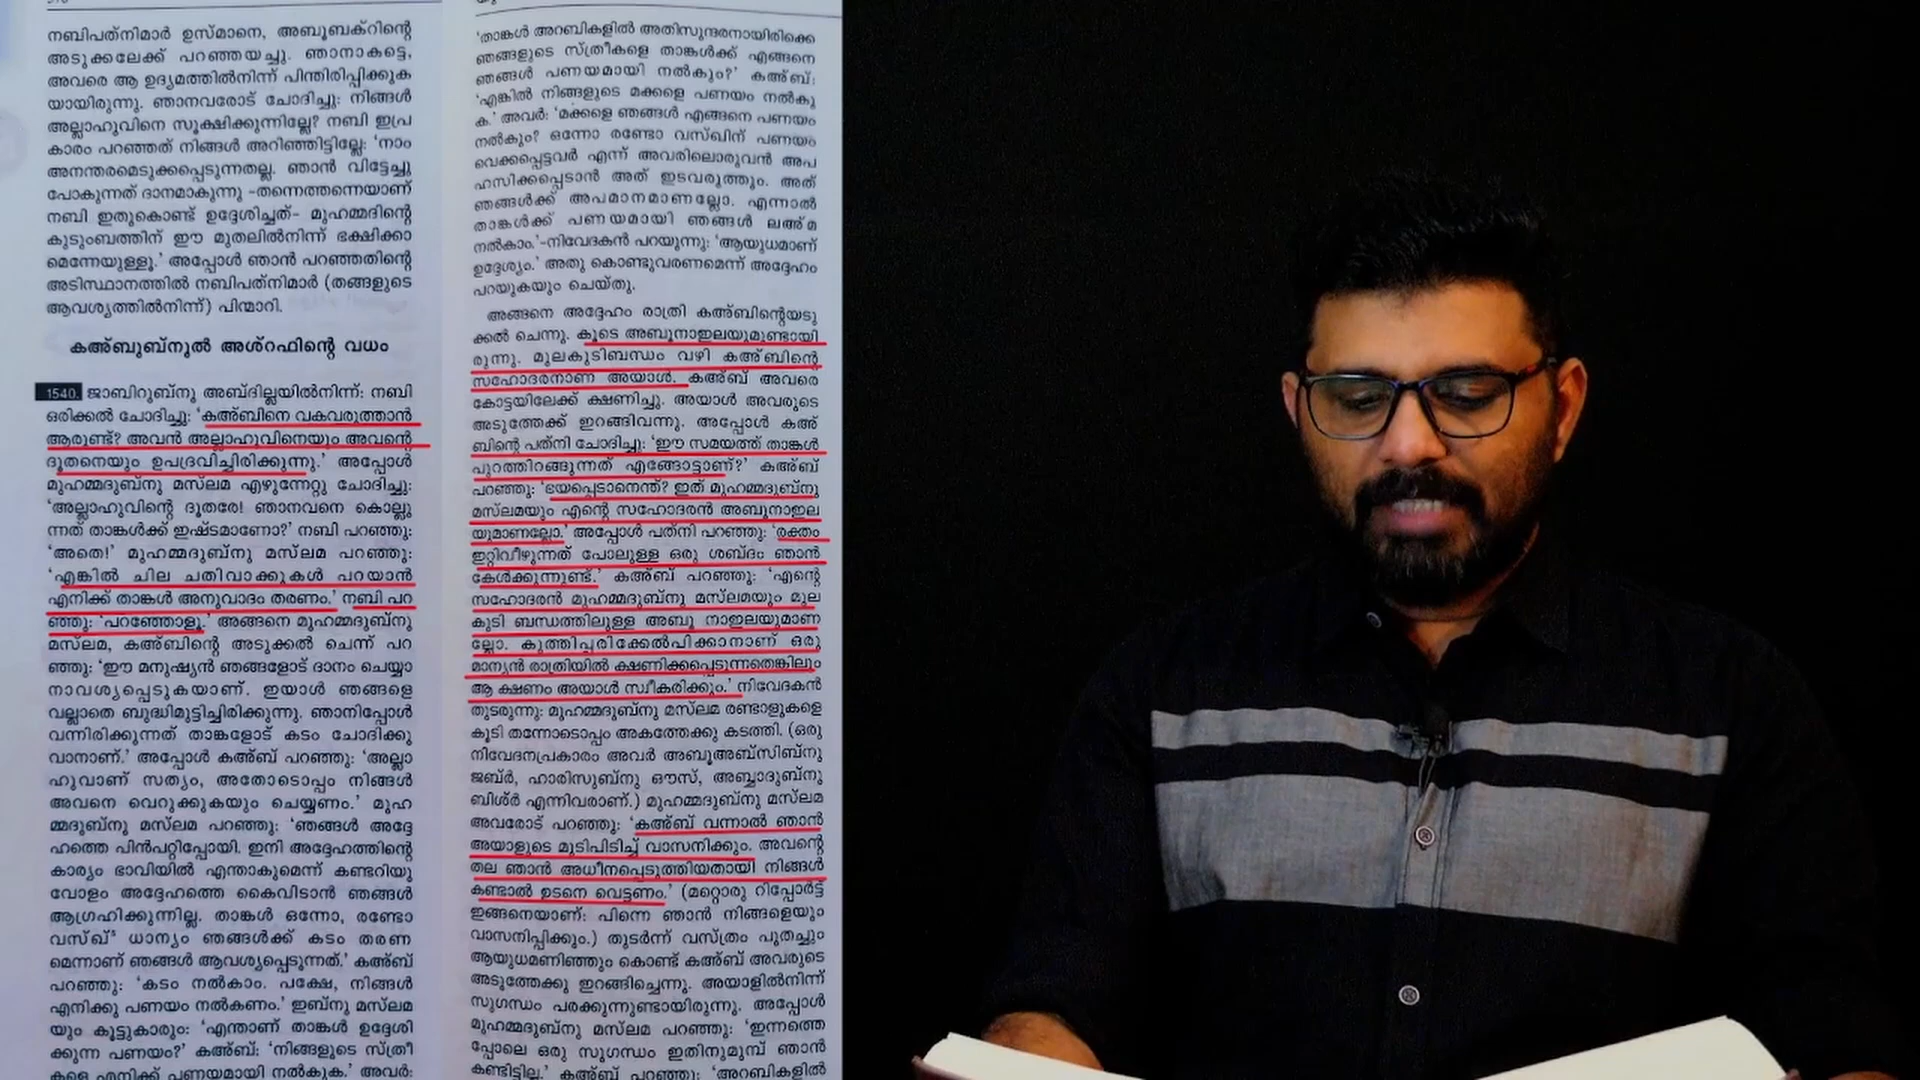 നബിപത്നിമാർ ഉസ്മാനെ, അബൂബക്റിന്റെ
അടുക്കലേക്ക് പറഞ്ഞയച്ചു. ഞാനാകട്ടെ,
അവരെ ആ ഉദ്യമത്തിൽനിന്ന് പിന്തിരിപ്പിക്കുക
യായിരുന്നു. ഞാനവരോട് ചോദിച്ചു: നിങ്ങൾ
അല്ലാഹുവിനെ സൂക്ഷിക്കുന്നില്ലേ? നബി ഇപ്ര
കാരം പറഞ്ഞത് നിങ്ങൾ അറിഞ്ഞിട്ടില്ലേ: 'നാം
അനന്തരമെടുക്കപ്പെടുന്നതല്ല. ഞാൻ വിട്ടേച്ചു
പോകുന്നത് ദാനമാകുന്നു -തന്നെത്തന്നെയാണ്
നബി ഇതുകൊണ്ട് ഉദ്ദേശിച്ചത്- മുഹമ്മദിന്റെ
കുടുംബത്തിന് ഈ മുതലിൽനിന്ന് ഭക്ഷിക്കാ
മെന്നേയുള്ളൂ.' അപ്പോൾ ഞാൻ പറഞ്ഞതിന്റെ
അടിസ്ഥാനത്തിൽ നബിപത്നിമാർ (തങ്ങളുടെ
ആവശ്യത്തിൽനിന്ന്) പിന്മാറി.
കഅ്ബുബ്നുൽ അശ്റഫിന്റെ വധം
1540. ജാബിറുബ്നു അബ്ദില്ലയിൽനിന്ന്: നബി
ഒരിക്കൽ ചോദിച്ചു: 'കഅ്ബിനെ വകവരുത്താൻ
ആരുണ്ട്? അവൻ അല്ലാഹുവിനെയും അവന്റെ
ദൂതനെയും ഉപദ്രവിച്ചിരിക്കുന്നു.' അപ്പോൾ
മുഹമ്മദുബ്നു മസ്‌ലമ എഴുന്നേറ്റു ചോദിച്ചു:
'അല്ലാഹുവിന്റെ ദൂതരേ! ഞാനവനെ കൊല്ലു
ന്നത് താങ്കൾക്ക് ഇഷ്ടമാണോ?' നബി പറഞ്ഞു:
'അതെ!' മുഹമ്മദുബ്നു മസ്‌ലമ പറഞ്ഞു:
'എങ്കിൽ ചില ചതിവാക്കുകൾ പറയാൻ
എനിക്ക് താങ്കൾ അനുവാദം തരണം.' നബി പറ
ഞ്ഞു: 'പറഞ്ഞോളൂ.' അങ്ങനെ മുഹമ്മദുബ്നു
മസ്‌ലമ, കഅ്ബിന്റെ അടുക്കൽ ചെന്ന് പറ
ഞ്ഞു: 'ഈ മനുഷ്യൻ ഞങ്ങളോട് ദാനം ചെയ്യാ
നാവശ്യപ്പെടുകയാണ്. ഇയാൾ ഞങ്ങളെ
വല്ലാതെ ബുദ്ധിമുട്ടിച്ചിരിക്കുന്നു. ഞാനിപ്പോൾ
വന്നിരിക്കുന്നത് താങ്കളോട് കടം ചോദിക്കു
വാനാണ്.' അപ്പോൾ കഅ്ബ് പറഞ്ഞു: 'അല്ലാ
ഹുവാണ് സത്യം, അതോടൊപ്പം നിങ്ങൾ
അവനെ വെറുക്കുകയും ചെയ്യണം.' മുഹ
മ്മദുബ്നു മസ്‌ലമ പറഞ്ഞു: 'ഞങ്ങൾ അദ്ദേ
ഹത്തെ പിൻപറ്റിപ്പോയി. ഇനി അദ്ദേഹത്തിന്റെ
കാര്യം ഭാവിയിൽ എന്താകുമെന്ന് കണ്ടറിയു
വോളം അദ്ദേഹത്തെ കൈവിടാൻ ഞങ്ങൾ
ആഗ്രഹിക്കുന്നില്ല. താങ്കൾ ഒന്നോ, രണ്ടോ
വസ്ഖ് ധാന്യം ഞങ്ങൾക്ക് കടം തരണ
മെന്നാണ് ഞങ്ങൾ ആവശ്യപ്പെടുന്നത്.' കഅ്ബ്
പറഞ്ഞു: 'കടം നൽകാം. പക്ഷേ, നിങ്ങൾ
എനിക്കു പണയം നൽകണം.' ഇബ്നു മസ്‌ലമ
യും കൂട്ടുകാരും: 'എന്താണ് താങ്കൾ ഉദ്ദേശി
ക്കുന്ന പണയം?' കഅ്ബ്: 'നിങ്ങളുടെ സ്ത്രീ
കളെ എനിക്ക് പണയമായി നൽകുക.' അവർ:
'താങ്കൾ അറബികളിൽ അതിസുന്ദരനായിരിക്കെ
ഞങ്ങളുടെ സ്ത്രീകളെ താങ്കൾക്ക് എങ്ങനെ
ഞങ്ങൾ പണയമായി നൽകും?' കഅ്ബ്:
'എങ്കിൽ നിങ്ങളുടെ മക്കളെ പണയം നൽകു
ക.' അവർ: 'മക്കളെ ഞങ്ങൾ എങ്ങനെ പണയം
നൽകും? ഒന്നോ രണ്ടോ വസ്ഖിന് പണയം
വെക്കപ്പെട്ടവർ എന്ന് അവരിലൊരുവൻ അപ
ഹസിക്കപ്പെടാൻ അത് ഇടവരുത്തും. അത്
ഞങ്ങൾക്ക് അപമാനമാണല്ലോ. എന്നാൽ
താങ്കൾക്ക് പണയമായി ഞങ്ങൾ ലഅ്മ
നൽകാം.'-നിവേദകൻ പറയുന്നു: 'ആയുധമാണ്
ഉദ്ദേശ്യം.' അതു കൊണ്ടുവരണമെന്ന് അദ്ദേഹം
പറയുകയും ചെയ്തു.
അങ്ങനെ അദ്ദേഹം രാത്രി കഅ്ബിന്റെയടു
ക്കൽ ചെന്നു. കൂടെ അബൂനാഇലയുമുണ്ടായി
രുന്നു. മുലകുടിബന്ധം വഴി കഅ്ബിന്റെ
സഹോദരനാണ അയാൾ. കഅ്ബ് അവരെ
കോട്ടയിലേക്ക് ക്ഷണിച്ചു. അയാൾ അവരുടെ
അടുത്തേക്ക് ഇറങ്ങിവന്നു. അപ്പോൾ കഅ്
ബിന്റെ പത്നി ചോദിച്ചു: 'ഈ സമയത്ത് താങ്കൾ
പുറത്തിറങ്ങുന്നത് എങ്ങോട്ടാണ്?' കഅ്ബ്
പറഞ്ഞു: 'ഭയപ്പെടാനെന്ത്? ഇത് മുഹമ്മദുബ്നു
മസ്‌ലമയും എന്റെ സഹോദരൻ അബൂനാഇല
യുമാണല്ലോ.' അപ്പോൾ പത്നി പറഞ്ഞു: 'രക്തം
ഇറ്റിവീഴുന്നത് പോലുള്ള ഒരു ശബ്ദം ഞാൻ
കേൾക്കുന്നുണ്ട്.' കഅ്ബ് പറഞ്ഞു: 'എന്റെ
സഹോദരൻ മുഹമ്മദുബ്നു മസ്‌ലമയും മുല
കുടി ബന്ധത്തിലുള്ള അബൂ നാഇലയുമാണ
ല്ലോ. കുത്തിപ്പരിക്കേൽപിക്കാനാണ് ഒരു
മാന്യൻ രാത്രിയിൽ ക്ഷണിക്കപ്പെടുന്നതെങ്കിലും
ആ ക്ഷണം അയാൾ സ്വീകരിക്കും.' നിവേദകൻ
തുടരുന്നു: മുഹമ്മദുബ്നു മസ്‌ലമ രണ്ടാളുകളെ
കൂടി തന്നോടൊപ്പം അകത്തേക്കു കടത്തി. (ഒരു
നിവേദനപ്രകാരം അവർ അബൂഅബ്സിബ്നു
ജബ്ർ, ഹാരിസുബ്നു ഔസ്, അബ്ബാദുബ്നു
ബിശ്ർ എന്നിവരാണ്.) മുഹമ്മദുബ്നു മസ്‌ലമ
അവരോട് പറഞ്ഞു: 'കഅ്ബ് വന്നാൽ ഞാൻ
അയാളുടെ മുടിപിടിച്ച് വാസനിക്കും. അവന്റെ
തല ഞാൻ അധീനപ്പെടുത്തിയതായി നിങ്ങൾ
കണ്ടാൽ ഉടനെ വെട്ടണം.' (മറ്റൊരു റിപ്പോർട്ട്
ഇങ്ങനെയാണ്: പിന്നെ ഞാൻ നിങ്ങളെയും
വാസനിപ്പിക്കും.) തുടർന്ന് വസ്ത്രം പുതച്ചും
ആയുധമണിഞ്ഞും കൊണ്ട് കഅ്ബ് അവരുടെ
അടുത്തേക്കു ഇറങ്ങിച്ചെന്നു. അയാളിൽനിന്ന്
സുഗന്ധം പരക്കുന്നുണ്ടായിരുന്നു. അപ്പോൾ
മുഹമ്മദുബ്നു മസ്‌ലമ പറഞ്ഞു: 'ഇന്നത്തെ
പ്പോലെ ഒരു സുഗന്ധം ഇതിനുമുമ്പ് ഞാൻ
കണ്ടിട്ടില്ല.' കഅ്ബ് പറഞ്ഞു: 'അറബികളിൽ